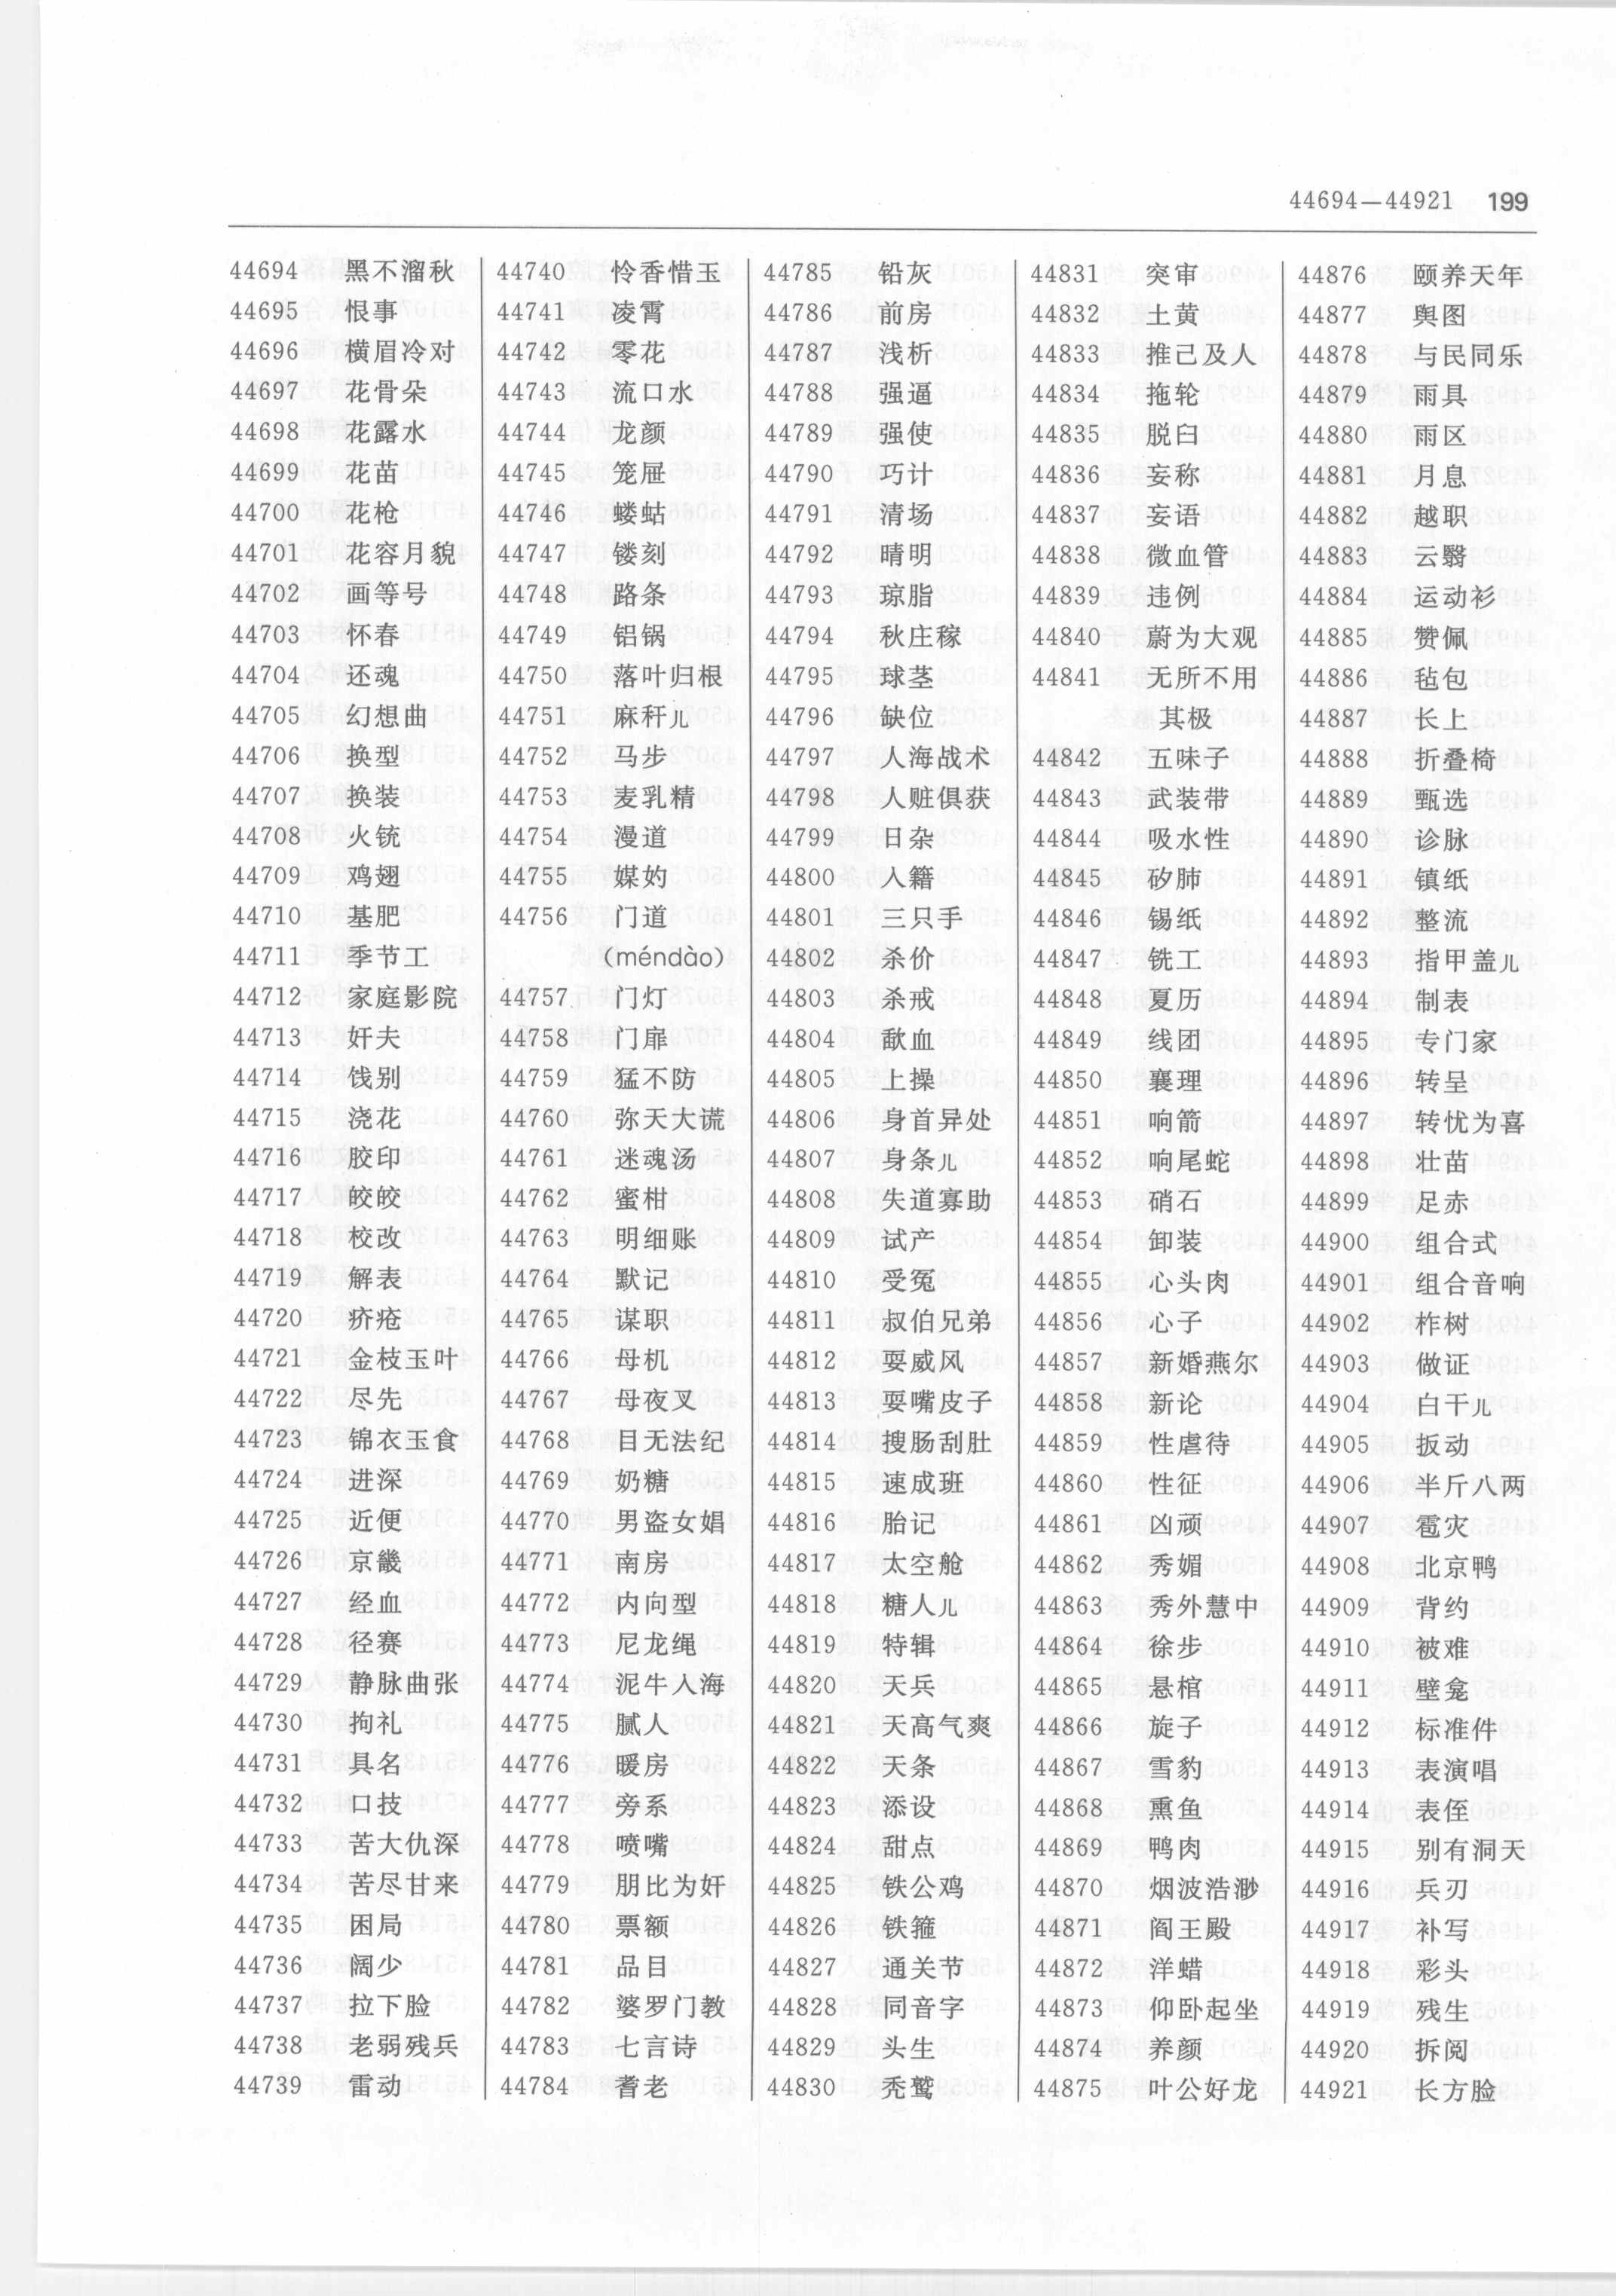 44694—44921 199
44694 黑不溜秋
44695 恨事
44696 横眉冷对
44697 花骨朵
44698 花露水
44699 花苗
44700 花枪
44701 花容月貌
44702 画等号
44703 怀春
44704 还魂
44705 幻想曲
44706 换型
44707 换装
44708 火铳
44709 鸡翅
44710 基肥
44711 季节工
44712 家庭影院
44713 奸夫
44714 饯别
44715 浇花
44716 胶印
44717 皎皎
44718 校改
44719 解表
44720 疥疮
44721 金枝玉叶
44722 尽先
44723 锦衣玉食
44724 进深
44725 近便
44726 京畿
44727 经血
44728 径赛
44729 静脉曲张
44730 拘礼
44731 具名
44732 口技
44733 苦大仇深
44734 苦尽甘来
44735 困局
44736 阔少
44737 拉下脸
44738 老弱残兵
44739 雷动
44740 怜香惜玉
44741 凌霄
44742 零花
44743 流口水
44744 龙颜
44745 笼屉
44746 蝼蛄
44747 镂刻
44748 路条
44749 铝锅
44750 落叶归根
44751 麻秆儿
44752 马步
44753 麦乳精
44754 漫道
44755 媒妁
44756 门道
(méndào)
44757 门灯
44758 门扉
44759 猛不防
44760 弥天大谎
44761 迷魂汤
44762 蜜柑
44763 明细账
44764 默记
44765 谋职
44766 母机
44767 母夜叉
44768 目无法纪
44769 奶糖
44770 男盗女娼
44771 南房
44772 内向型
44773 尼龙绳
44774 泥牛入海
44775 腻人
44776 暖房
44777 旁系
44778 喷嘴
44779 朋比为奸
44780 票额
44781 品目
44782 婆罗门教
44783 七言诗
44784 耆老
44785 铅灰
44786 前房
44787 浅析
44788 强逼
44789 强使
44790 巧计
44791 清场
44792 晴明
44793 琼脂
44794 秋庄稼
44795 球茎
44796 缺位
44797 人海战术
44798 人赃俱获
44799 日杂
44800 入籍
44801 三只手
44802 杀价
44803 杀戒
44804 歃血
44805 上操
44806 身首异处
44807 身条儿
44808 失道寡助
44809 试产
44810 受冤
44811 叔伯兄弟
44812 耍威风
44813 耍嘴皮子
44814 搜肠刮肚
44815 速成班
44816 胎记
44817 太空舱
44818 糖人儿
44819 特辑
44820 天兵
44821 天高气爽
44822 天条
44823 添设
44824 甜点
44825 铁公鸡
44826 铁箍
44827 通关节
44828 同音字
44829 头生
44830 秃鹫
44831 突审
44832 土黄
44833 推己及人
44834 拖轮
44835 脱臼
44836 妄称
44837 妄语
44838 微血管
44839 违例
44840 蔚为大观
44841 无所不用
其极
44842 五味子
44843 武装带
44844 吸水性
44845 矽肺
44846 锡纸
44847 铣工
44848 夏历
44849 线团
44850 襄理
44851 响箭
44852 响尾蛇
44853 硝石
44854 卸装
44855 心头肉
44856 心子
44857 新婚燕尔
44858 新论
44859 性虐待
44860 性征
44861 凶顽
44862 秀媚
44863 秀外慧中
44864 徐步
44865 悬棺
44866 旋子
44867 雪豹
44868 熏鱼
44869 鸭肉
44870 烟波浩渺
44871 阎王殿
44872 洋蜡
44873 仰卧起坐
44874 养颜
44875 叶公好龙
44876 颐养天年
44877 舆图
44878 与民同乐
44879 雨具
44880 雨区
44881 月息
44882 越职
44883 云翳
44884 运动衫
44885 赞佩
44886 毡包
44887 长上
44888 折叠椅
44889 甄选
44890 诊脉
44891 镇纸
44892 整流
44893 指甲盖儿
44894 制表
44895 专门家
44896 转呈
44897 转忧为喜
44898 壮苗
44899 足赤
44900 组合式
44901 组合音响
44902 柞树
44903 做证
44904 白干儿
44905 扳动
44906 半斤八两
44907 雹灾
44908 北京鸭
44909 背约
44910 被难
44911 壁龛
44912 标准件
44913 表演唱
44914 表侄
44915 别有洞天
44916 兵刃
44917 补写
44918 彩头
44919 残生
44920 拆阅
44921 长方脸